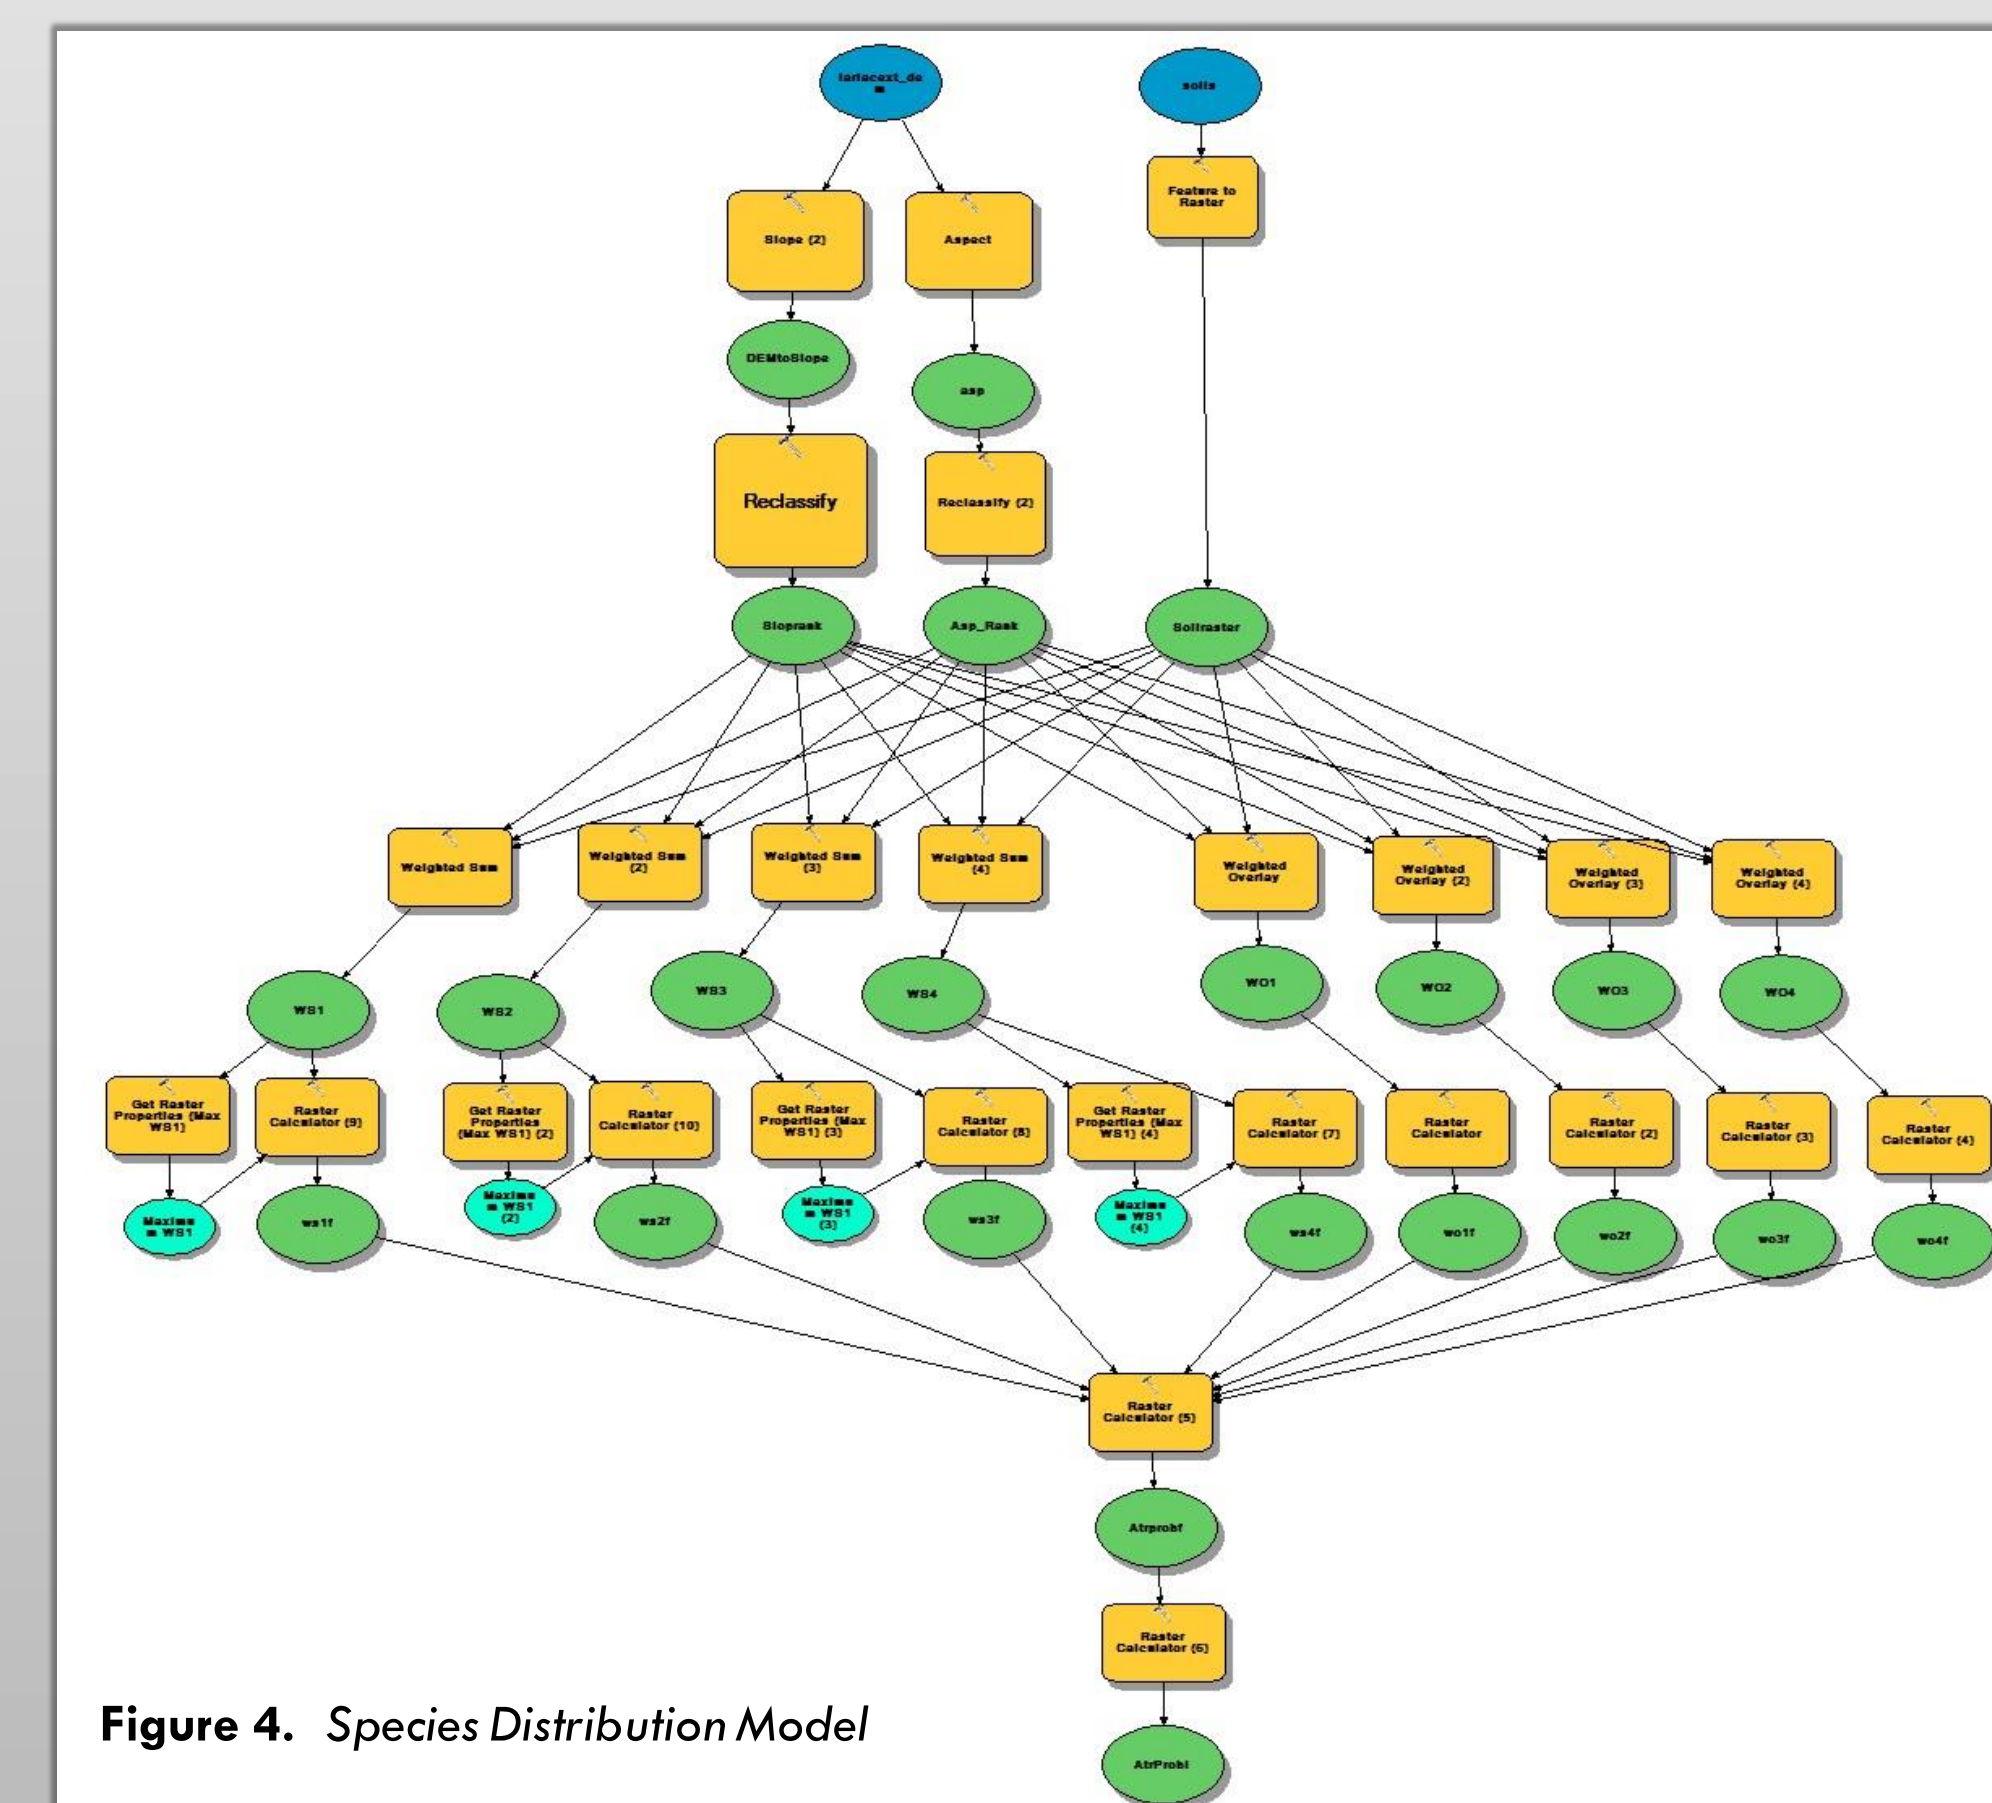 lariacext_de
m
soils
Feature to
Raster
Slope (2)
Aspect
DEMtoSlope
asp
Reclassify
Reclassify (2)
Sloprank
Asp_Rank
Soilraster
Weighted Sum
Weighted Sum
(2)
Weighted Sum
(3)
Weighted Sum
(4)
Weighted
Overlay
Weighted
Overlay (2)
Weighted
Overlay (3)
Weighted
Overlay (4)
WS1
WS2
WS3
WS4
WO1
WO2
WO3
WO4
Get Raster
Properties (Max
WS1)
Raster
Calculator (9)
Get Raster
Properties
(Max WS1) (2)
Raster
Calculator (10)
Get Raster
Properties (Max
WS1) (3)
Raster
Calculator (8)
Get Raster
Properties (Max
WS1) (4)
Raster
Calculator (7)
Raster
Calculator
Raster
Calculator (2)
Raster
Calculator (3)
Raster
Calculator (4)
Maximu
m WS1
ws1f
Maximu
m WS1
(2)
ws2f
Maximu
m WS1
(3)
ws3f
Maximu
m WS1
(4)
ws4f
wo1f
wo2f
wo3f
wo4f
Raster
Calculator (5)
Atrprobf
Raster
Calculator (6)
AtrProbI
Figure 4. Species Distribution Model